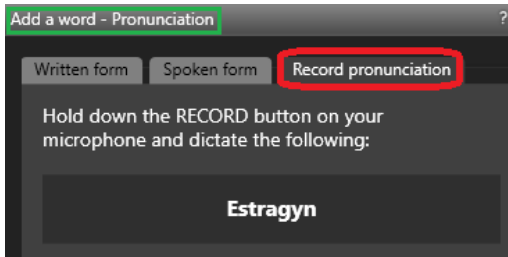 Add a word - Pronunciation ?
Written form Spoken form Record pronunciation
Hold down the RECORD button on your
microphone and dictate the following:
Estragyn